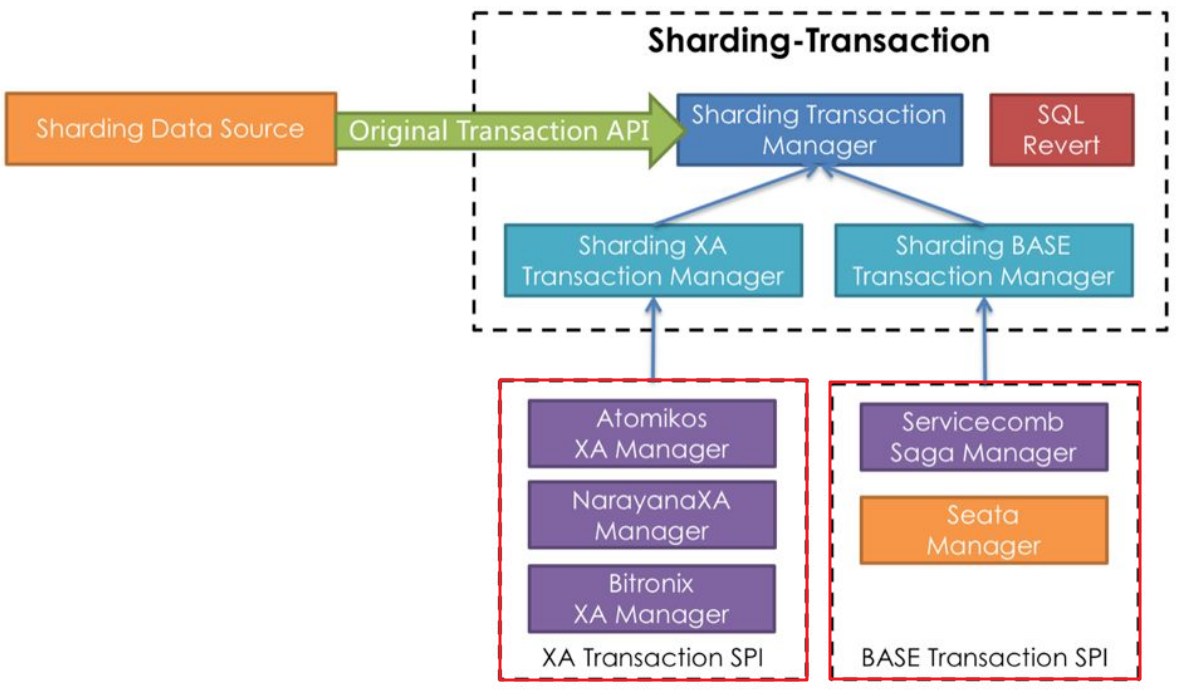 Sharding-Transaction
Sharding Data Source
Original Transaction API
Sharding Transaction
Manager
SQL
Revert
Sharding XA
Transaction Manager
Sharding BASE
Transaction Manager
Atomikos
XA Manager
NarayanaXA
Manager
Bitronix
XA Manager
XA Transaction SPI
Servicecomb
Saga Manager
Seata
Manager
BASE Transaction SPI